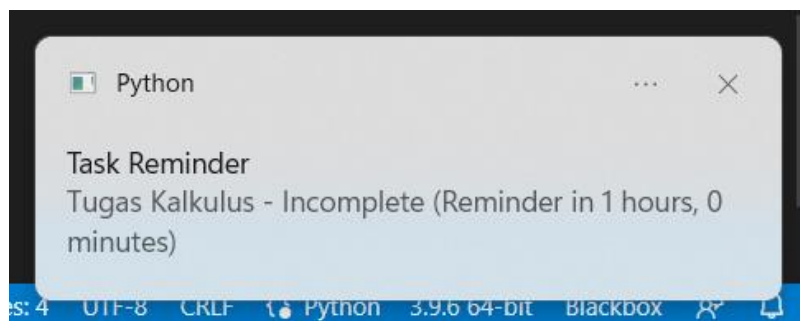 Python
Task Reminder
Tugas Kalkulus - Incomplete (Reminder in 1 hours, 0
minutes)
es: 4 UTF-8 CRLF Python 3.9.6 64-bit Blackbox